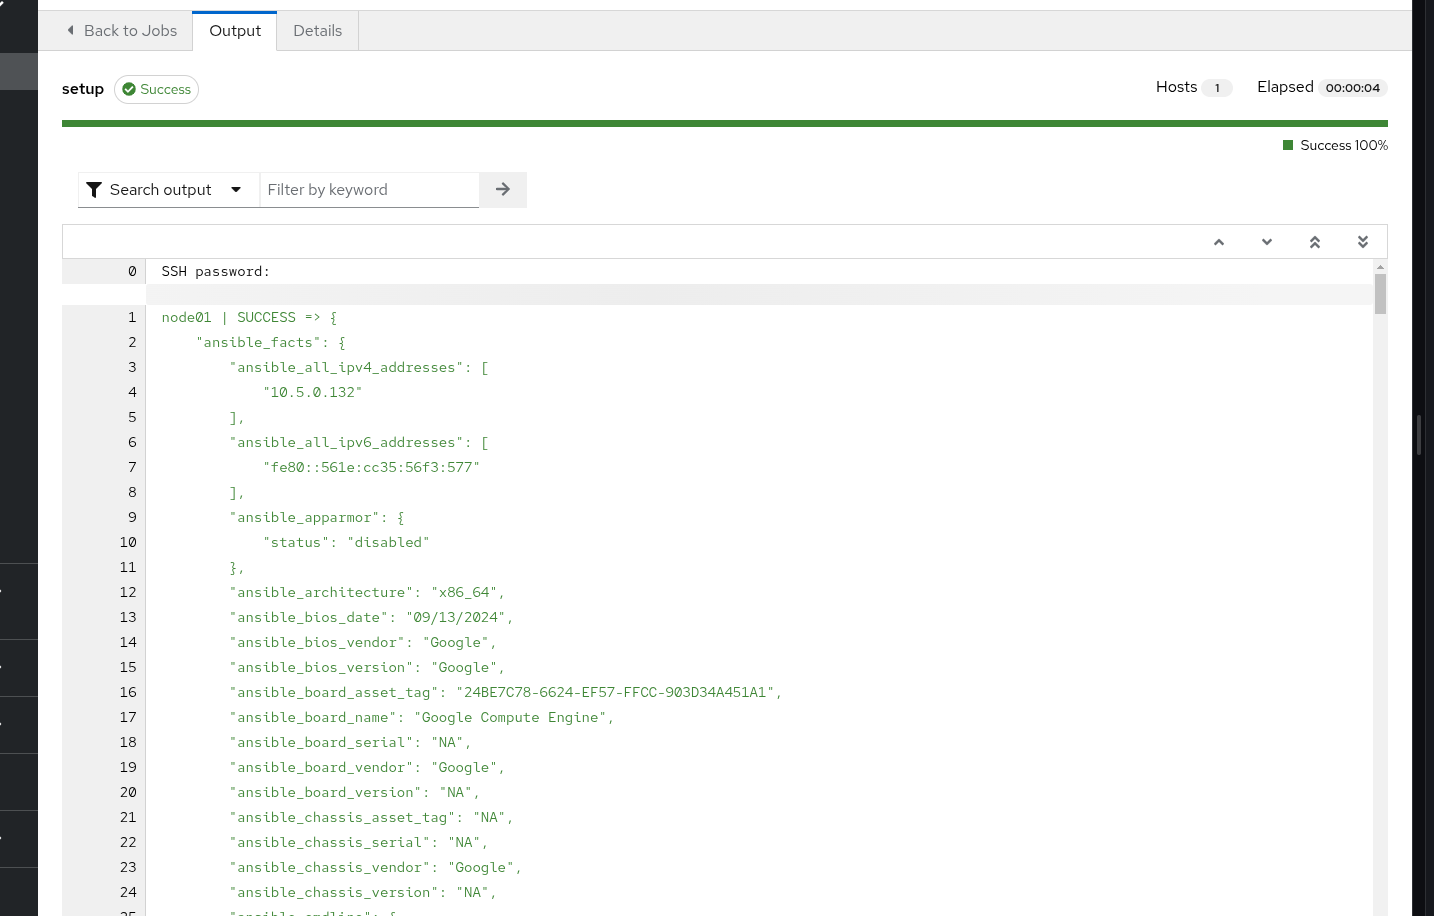 Back to Jobs
Output
Details
setup
Success
Hosts 1
Elapsed 00:00:04
Success 100%
Search output
Filter by keyword
0 SSH password:
1 node01 | SUCCESS => {
2 "ansible_facts": {
3 "ansible_all_ipv4_addresses": [
4 "10.5.0.132"
5 ],
6 "ansible_all_ipv6_addresses": [
7 "fe80::561e:cc35:56f3:577"
8 ],
9 "ansible_apparmor": {
10 "status": "disabled"
11 },
12 "ansible_architecture": "x86_64",
13 "ansible_bios_date": "09/13/2024",
14 "ansible_bios_vendor": "Google",
15 "ansible_bios_version": "Google",
16 "ansible_board_asset_tag": "24BE7C78-6624-EF57-FFCC-903D34A451A1",
17 "ansible_board_name": "Google Compute Engine",
18 "ansible_board_serial": "NA",
19 "ansible_board_vendor": "Google",
20 "ansible_board_version": "NA",
21 "ansible_chassis_asset_tag": "NA",
22 "ansible_chassis_serial": "NA",
23 "ansible_chassis_vendor": "Google",
24 "ansible_chassis_version": "NA",
25 "ansible_cmdline": {